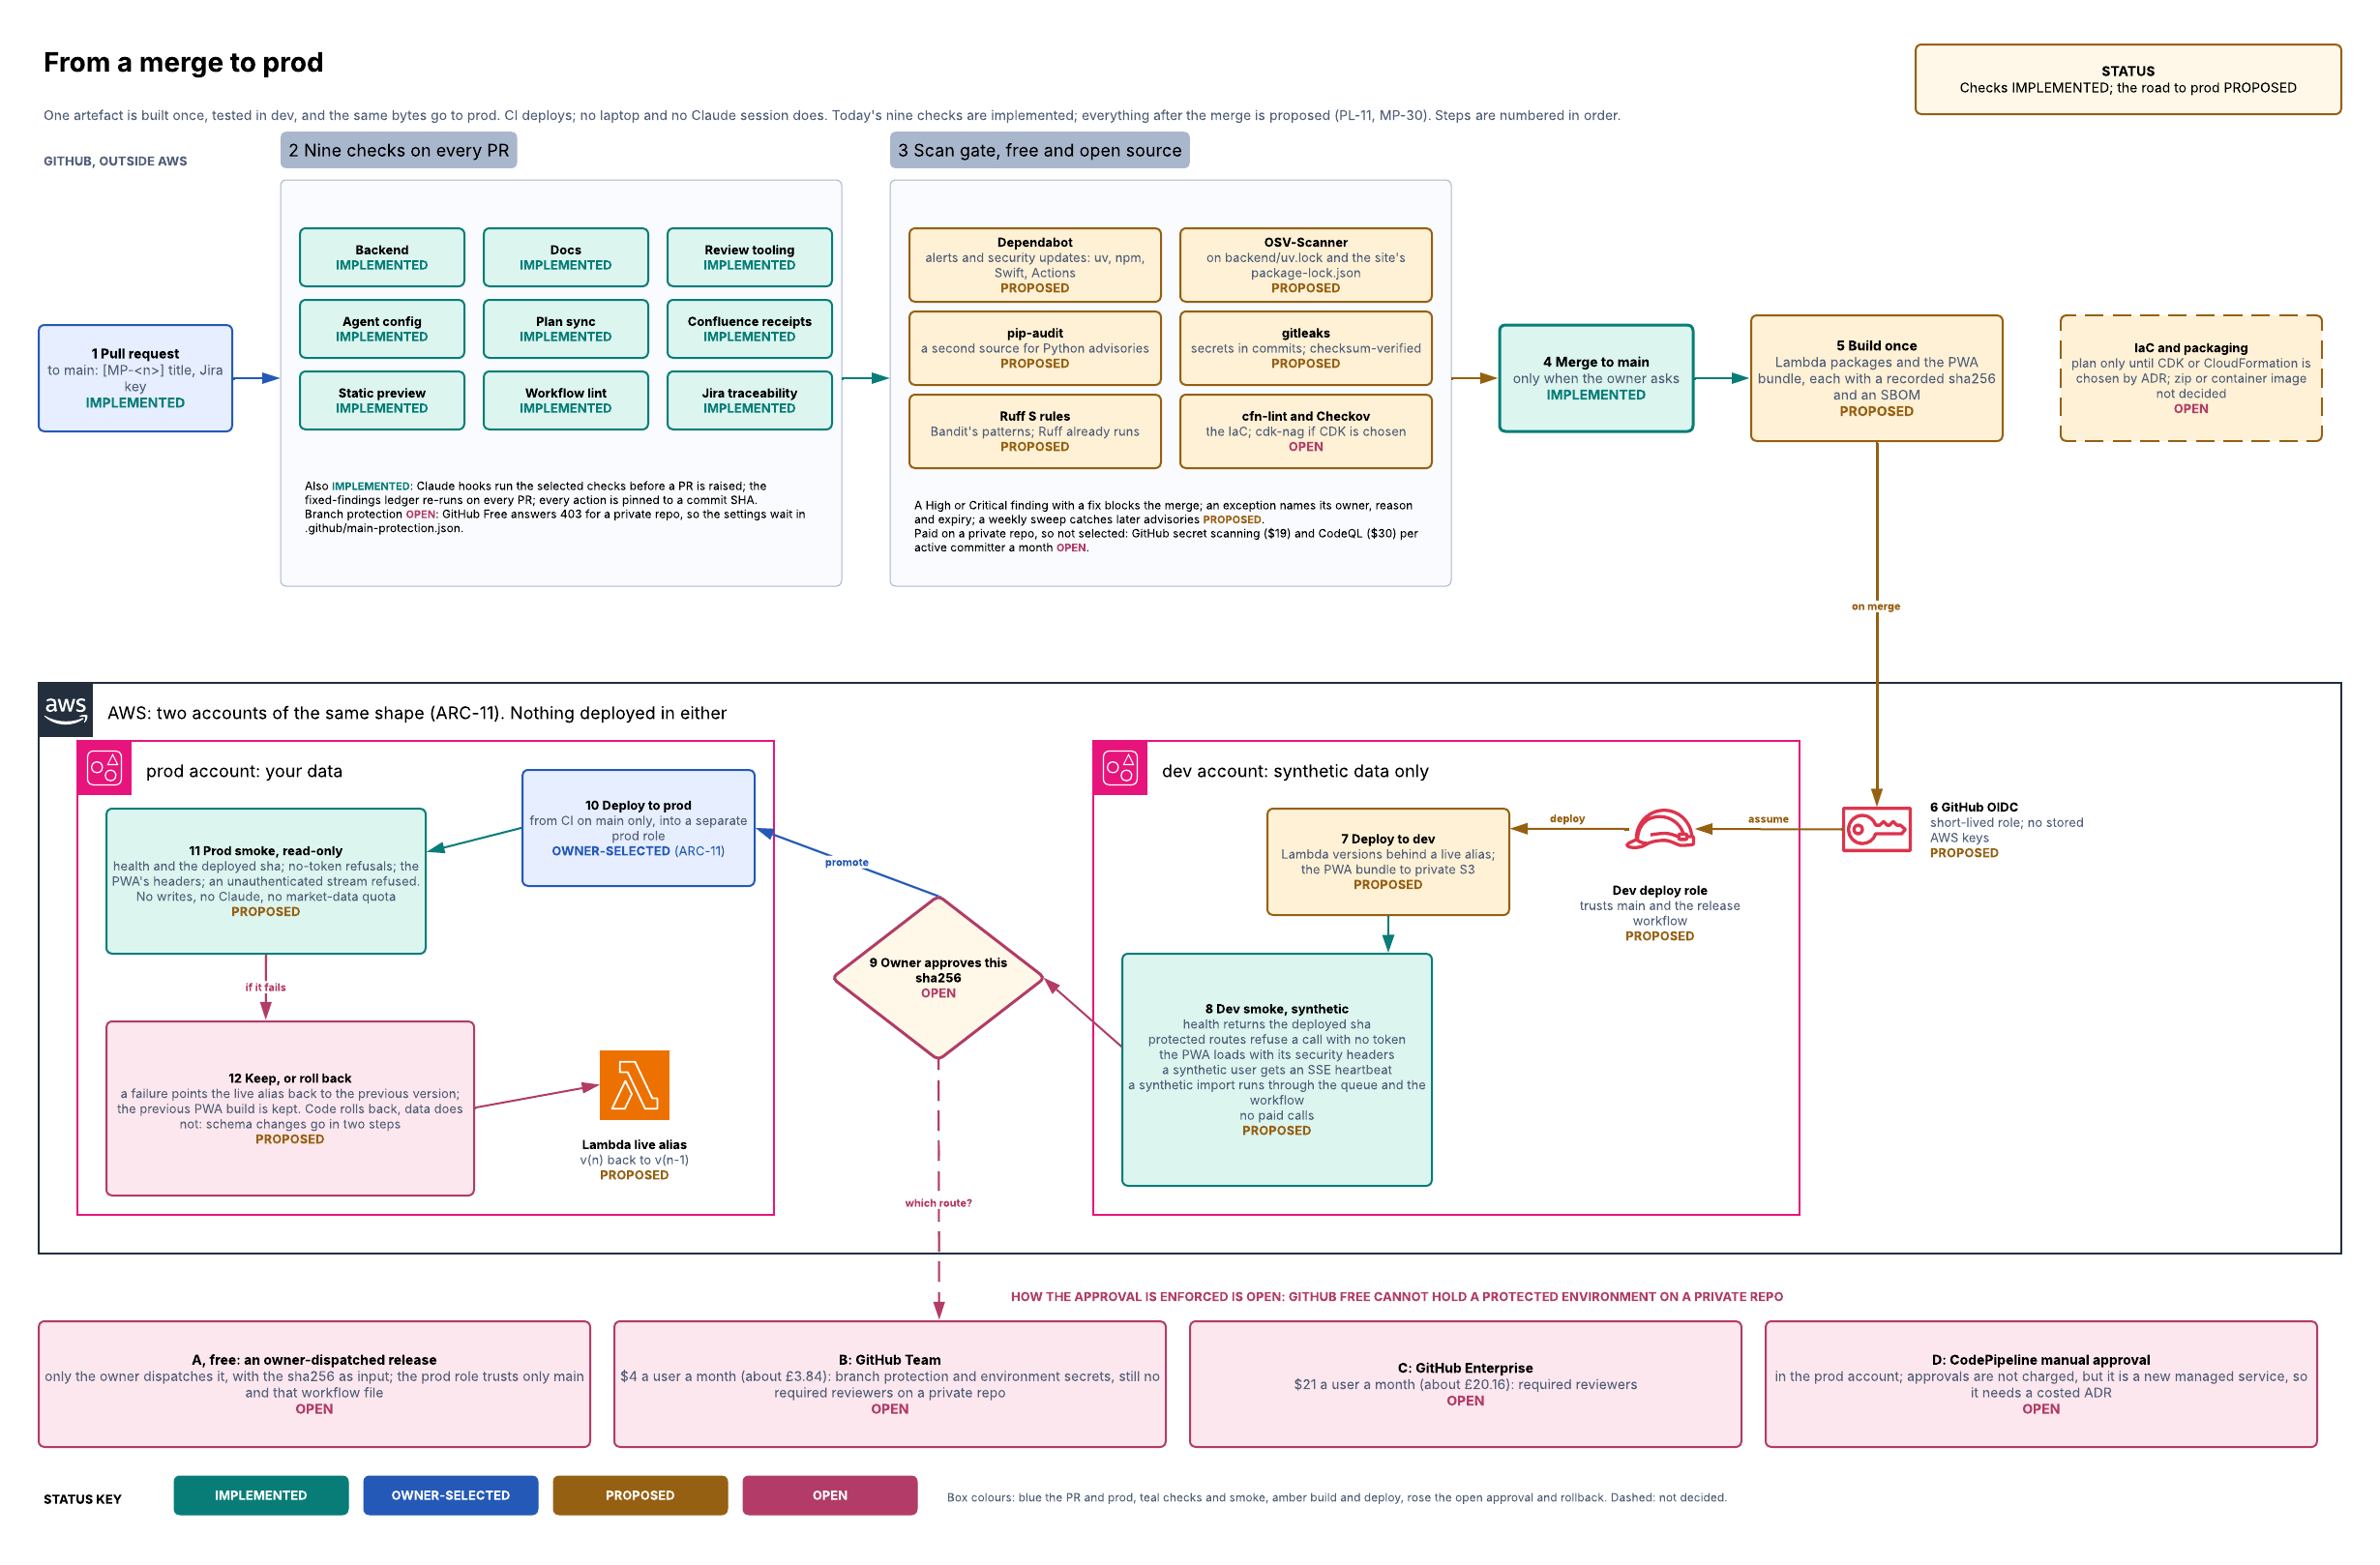 From a merge to prod
STATUS
Checks IMPLEMENTED; the road to prod PROPOSED
One artefact is built once, tested in dev, and the same bytes go to prod. CI deploys; no laptop and no Claude session does. Today's nine checks are implemented; everything after the merge is proposed (PL-11, MP-30). Steps are numbered in order.
GITHUB, OUTSIDE AWS
2 Nine checks on every PR
3 Scan gate, free and open source
1 Pull request
to main: [MP-<n>] title, Jira
key
IMPLEMENTED
Backend
IMPLEMENTED
Docs
IMPLEMENTED
Review tooling
IMPLEMENTED
Agent config
IMPLEMENTED
Plan sync
IMPLEMENTED
Confluence receipts
IMPLEMENTED
Static preview
IMPLEMENTED
Workflow lint
IMPLEMENTED
Jira traceability
IMPLEMENTED
Also IMPLEMENTED: Claude hooks run the selected checks before a PR is raised; the
fixed-findings ledger re-runs on every PR; every action is pinned to a commit SHA.
Branch protection OPEN: GitHub Free answers 403 for a private repo, so the settings wait in
.github/main-protection.json.
Dependabot
alerts and security updates: uv, npm,
Swift, Actions
PROPOSED
OSV-Scanner
on backend/uv.lock and the site's
package-lock.json
PROPOSED
pip-audit
a second source for Python advisories
PROPOSED
gitleaks
secrets in commits; checksum-verified
PROPOSED
Ruff S rules
Bandit's patterns; Ruff already runs
PROPOSED
cfn-lint and Checkov
the IaC; cdk-nag if CDK is chosen
OPEN
A High or Critical finding with a fix blocks the merge; an exception names its owner, reason
and expiry; a weekly sweep catches later advisories PROPOSED.
Paid on a private repo, so not selected: GitHub secret scanning ($19) and CodeQL ($30) per
active committer a month OPEN.
4 Merge to main
only when the owner asks
IMPLEMENTED
5 Build once
Lambda packages and the PWA
bundle, each with a recorded sha256
and an SBOM
PROPOSED
IaC and packaging
plan only until CDK or CloudFormation is
chosen by ADR; zip or container image
not decided
OPEN
on merge
aws
AWS: two accounts of the same shape (ARC-11). Nothing deployed in either
prod account: your data
10 Deploy to prod
from CI on main only, into a separate
prod role
OWNER-SELECTED (ARC-11)
11 Prod smoke, read-only
health and the deployed sha; no-token refusals; the
PWA's headers; an unauthenticated stream refused.
No writes, no Claude, no market-data quota
PROPOSED
if it fails
12 Keep, or roll back
a failure points the live alias back to the previous version;
the previous PWA build is kept. Code rolls back, data does
not: schema changes go in two steps
PROPOSED
Lambda live alias
v(n) back to v(n-1)
PROPOSED
promote
9 Owner approves this
sha256
OPEN
which route?
dev account: synthetic data only
7 Deploy to dev
Lambda versions behind a live alias;
the PWA bundle to private S3
PROPOSED
deploy
assume
Dev deploy role
trusts main and the release
workflow
PROPOSED
6 GitHub OIDC
short-lived role; no stored
AWS keys
PROPOSED
8 Dev smoke, synthetic
health returns the deployed sha
protected routes refuse a call with no token
the PWA loads with its security headers
a synthetic user gets an SSE heartbeat
a synthetic import runs through the queue and the
workflow
no paid calls
PROPOSED
HOW THE APPROVAL IS ENFORCED IS OPEN: GITHUB FREE CANNOT HOLD A PROTECTED ENVIRONMENT ON A PRIVATE REPO
A, free: an owner-dispatched release
only the owner dispatches it, with the sha256 as input; the prod role trusts only main
and that workflow file
OPEN
B: GitHub Team
$4 a user a month (about £3.84): branch protection and environment secrets, still no
required reviewers on a private repo
OPEN
C: GitHub Enterprise
$21 a user a month (about £20.16): required reviewers
OPEN
D: CodePipeline manual approval
in the prod account; approvals are not charged, but it is a new managed service, so
it needs a costed ADR
OPEN
STATUS KEY
IMPLEMENTED
OWNER-SELECTED
PROPOSED
OPEN
Box colours: blue the PR and prod, teal checks and smoke, amber build and deploy, rose the open approval and rollback. Dashed: not decided.